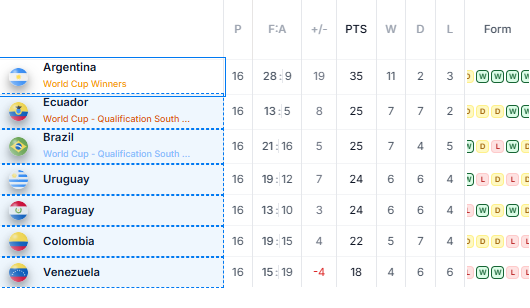 P F:A +/- PTS W D L Form
Argentina
World Cup Winners
16 28:9 19 35 11 2 3 D W W W W
Ecuador
World Cup - Qualification South ...
16 13:5 8 25 7 7 2 D D D W W
Brazil
World Cup - Qualification South ...
16 21:16 5 25 7 4 5 W D L W D
Uruguay
16 19:12 7 24 6 6 4 W L D L D
Paraguay
16 13:10 3 24 6 6 4 L W D W D
Colombia
16 19:15 4 22 5 7 4 D D D L L
Venezuela
16 15:19 -4 18 4 6 6 L W W L L